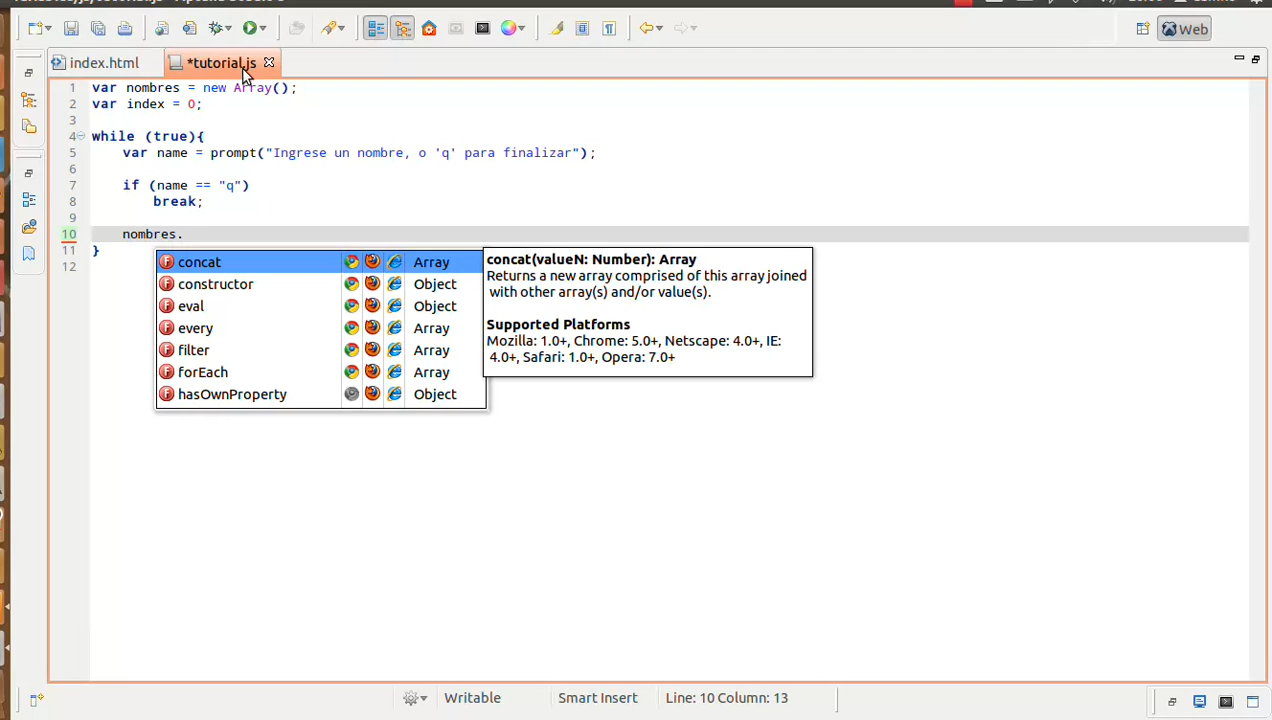 Web
index.html
*tutorial.js
1 var nombres = new Array();
2 var index = 0;
3
4 while (true){
5 var name = prompt("Ingrese un nombre, o 'q' para finalizar");
6
7 if (name == "q")
8 break;
9
10 nombres.
11 }
12
concat Array
constructor Object
eval Object
every Array
filter Array
forEach Array
hasOwnProperty Object
concat(valueN: Number): Array
Returns a new array comprised of this array joined
with other array(s) and/or value(s).
Supported Platforms
Mozilla: 1.0+, Chrome: 5.0+, Netscape: 4.0+, IE:
4.0+, Safari: 1.0+, Opera: 7.0+
Writable
Smart Insert
Line: 10 Column: 13